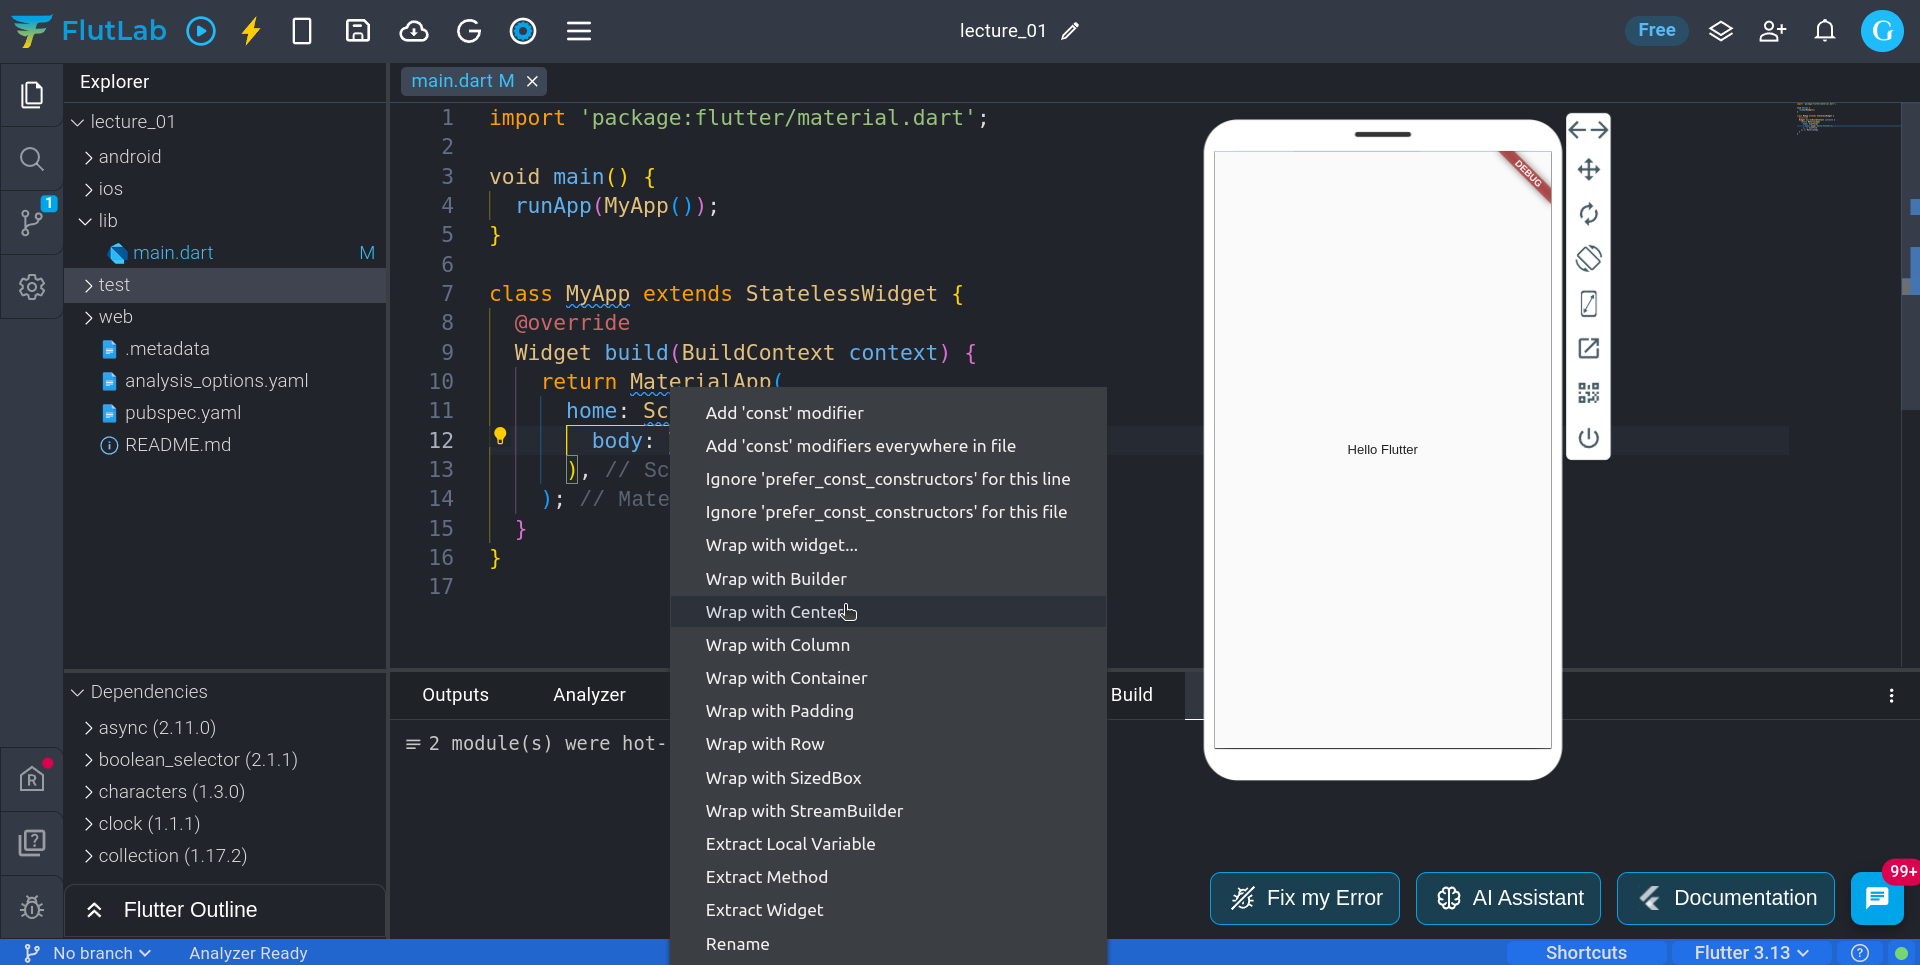 FlutLab
lecture_01
Free
G
Explorer
lecture_01
android
ios
lib
main.dart M
test
web
.metadata
analysis_options.yaml
pubspec.yaml
README.md
1
Dependencies
async (2.11.0)
boolean_selector (2.1.1)
characters (1.3.0)
clock (1.1.1)
collection (1.17.2)
Flutter Outline
main.dart M
1 import 'package:flutter/material.dart';
2
3 void main() {
4 runApp(MyApp());
5 }
6
7 class MyApp extends StatelessWidget {
8 @override
9 Widget build(BuildContext context) {
10 return MaterialApp(
11 home: Sc
12 body:
13 ), // Sc
14 ); // Mate
15 }
16 }
17
Add 'const' modifier
Add 'const' modifiers everywhere in file
Ignore 'prefer_const_constructors' for this line
Ignore 'prefer_const_constructors' for this file
Wrap with widget...
Wrap with Builder
Wrap with Center
Wrap with Column
Wrap with Container
Wrap with Padding
Wrap with Row
Wrap with SizedBox
Wrap with StreamBuilder
Extract Local Variable
Extract Method
Extract Widget
Rename
Outputs Analyzer Build
2 module(s) were hot-
DEBUG
Hello Flutter
Fix my Error
AI Assistant
Documentation
99+
No branch
Analyzer Ready
Shortcuts
Flutter 3.13